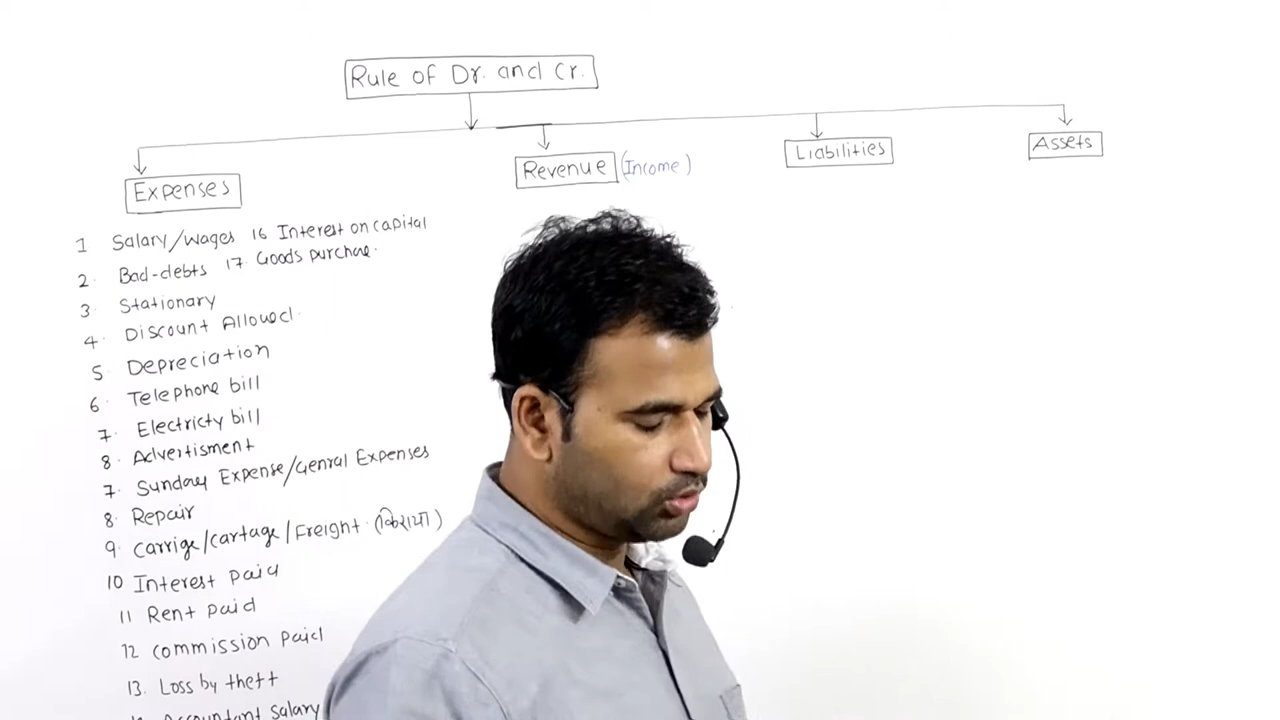 Rule of Dr. and Cr.
Expenses
Revenue (Income)
Liabilities
Assets
1 Salary/Wages 16 Interest on capital
2. Bad-debts 17. Goods purchase.
3. Stationary
4. Discount Allowed.
5 Depreciation
6. Telephone bill
7. Electricty bill
8. Advertisment
7. Sunday Expense/Genral Expenses
8. Repair
9. Carrige/cartage/Freight. (किराया)
10 Interest paid
11 Rent paid
12 commission paid
13. Loss by theft
Accountant Salary